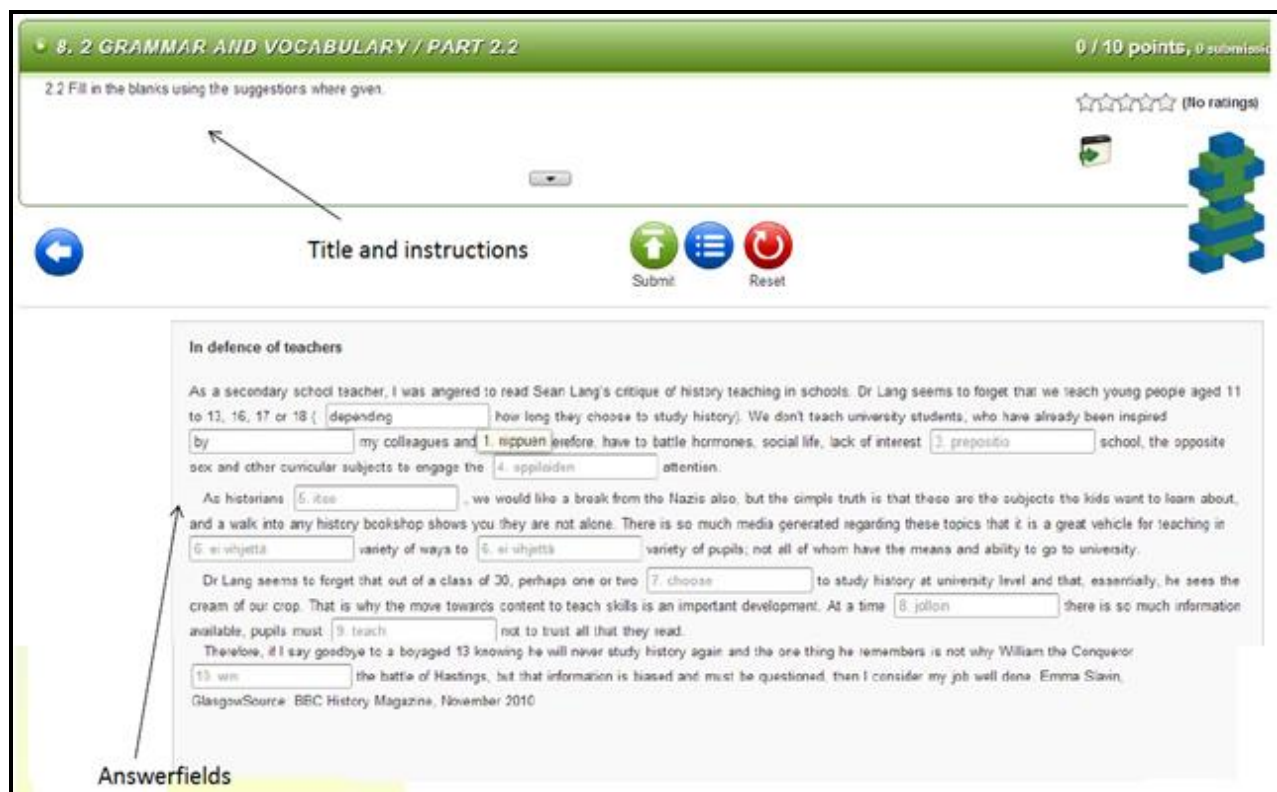 8. 2 GRAMMAR AND VOCABULARY / PART 2.2
0 / 10 points, 0 submissio
2.2 Fill in the blanks using the suggestions where given.
(No ratings)
Title and instructions
Submit
Reset
In defence of teachers
As a secondary school teacher, I was angered to read Sean Lang's critique of history teaching in schools. Dr Lang seems to forget that we teach young people aged 11
to 13, 16, 17 or 18 ( depending how long they choose to study history). We don't teach university students, who have already been inspired
by my colleagues and 1. riippuen erefore, have to battle hormones, social life, lack of interest 3. prepositio school, the opposite
sex and other curricular subjects to engage the 4. oppilaiden attention.
As historians 5. itse , we would like a break from the Nazis also, but the simple truth is that these are the subjects the kids want to learn about,
and a walk into any history bookshop shows you they are not alone. There is so much media generated regarding these topics that it is a great vehicle for teaching in
6. ei vihjettä variety of ways to 6. ei vihjettä variety of pupils; not all of whom have the means and ability to go to university.
Dr Lang seems to forget that out of a class of 30, perhaps one or two 7. choose to study history at university level and that, essentially, he sees the
cream of our crop. That is why the move towards content to teach skills is an important development. At a time 8. jolloin there is so much information
available, pupils must 9. teach not to trust all that they read.
Therefore, if I say goodbye to a boyaged 13 knowing he will never study history again and the one thing he remembers is not why William the Conqueror
win the battle of Hastings, but that information is biased and must be questioned, then I consider my job well done. Emma Slavin,
GlasgowSource: BBC History Magazine, November 2010
Answerfields